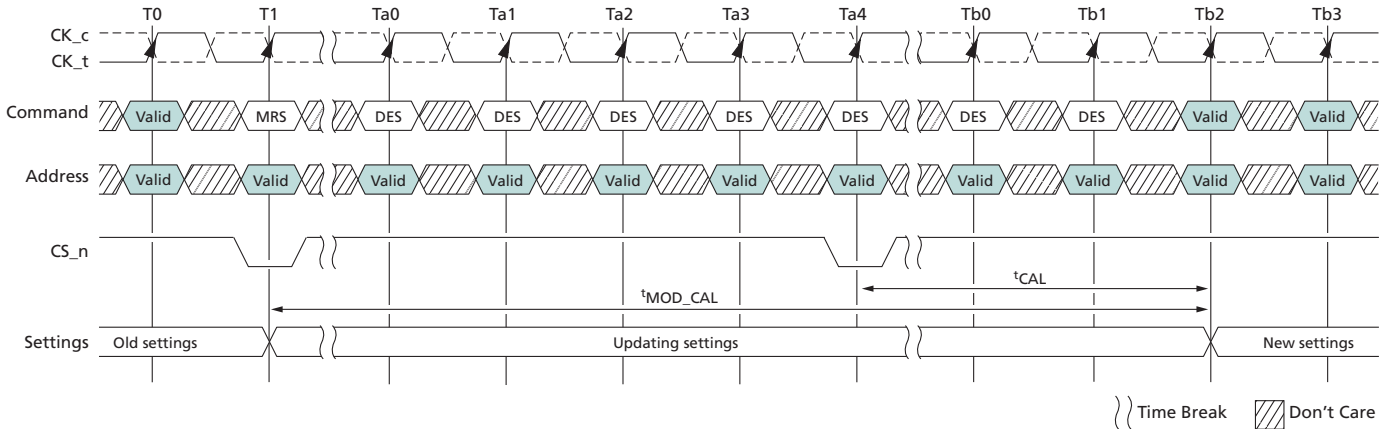 T0 T1 Ta0 Ta1 Ta2 Ta3 Ta4 Tb0 Tb1 Tb2 Tb3
CK_c
CK_t
Command Valid MRS DES DES DES DES DES DES DES Valid Valid
Address Valid Valid Valid Valid Valid Valid Valid Valid Valid Valid Valid
CS_n
tCAL
tMOD_CAL
Settings Old settings Updating settings New settings
Time Break Don't Care